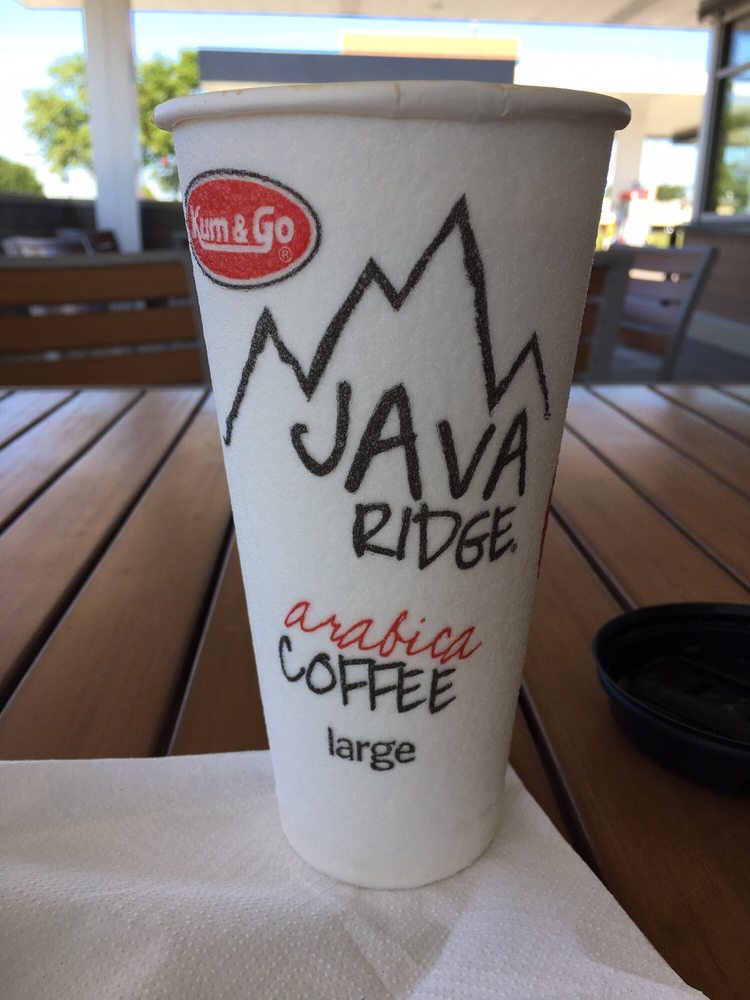 Kum & Go
®
JAVA
RIDGE.
arabica
COFFEE
large